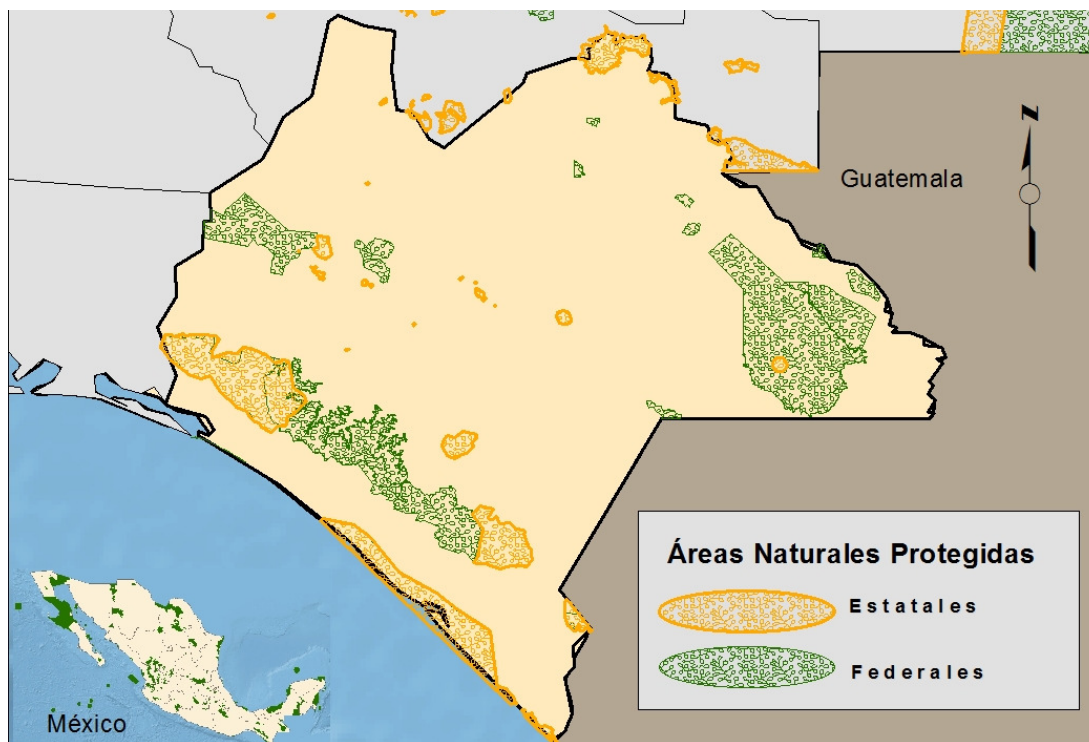 Guatemala
N
Áreas Naturales Protegidas
Estatales
Federales
México